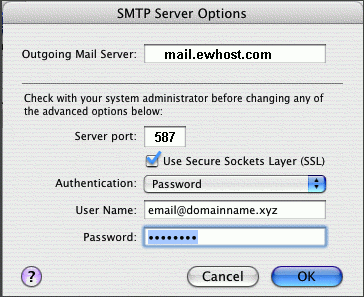 SMTP Server Options
Outgoing Mail Server: mail.ewhost.com
Check with your system administrator before changing any of
the advanced options below:
Server port: 587
Use Secure Sockets Layer (SSL)
Authentication: Password
User Name: email@domainname.xyz
Password: ••••••••
? Cancel OK